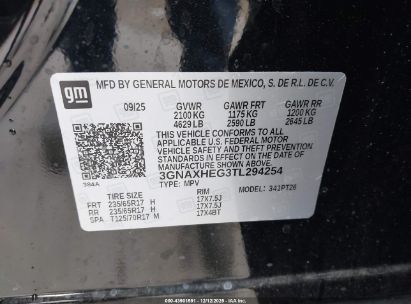 gm
MFD BY GENERAL MOTORS DE MEXICO, S. DE R.L. DE C.V.
09/25 GVWR GAWR FRT GAWR RR
2100 KG 1175 KG 1200 KG
4629 LB 2590 LB 2645 LB
THIS VEHICLE CONFORMS TO ALL
APPLICABLE U.S. FEDERAL MOTOR
VEHICLE SAFETY, BUMPER, AND THEFT
PREVENTION STANDARDS IN EFFECT ON
THE DATE OF MANUFACTURE SHOWN ABOVE.
3GNAXHEG3TL294254
384A TYPE: MPV MODEL: 341PT26
TIRE SIZE RIM
FRT 235/65R17 H 17X7.5J
RR 235/65R17 H 17X7.5J
SPA T125/70R17 M 17X4BT